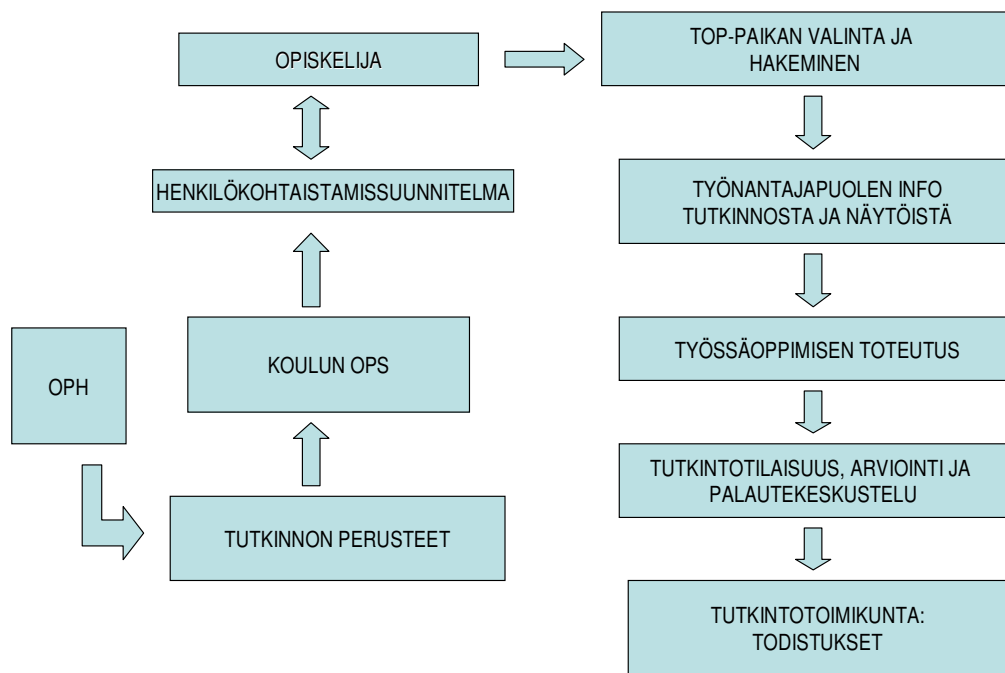 OPISKELIJA
TOP-PAIKAN VALINTA JA
HAKEMINEN
HENKILÖKOHTAISTAMISSUUNNITELMA
TYÖNANTAJAPUOLEN INFO
TUTKINNOSTA JA NÄYTÖISTÄ
OPH
KOULUN OPS
TYÖSSÄOPPIMISEN TOTEUTUS
TUTKINNON PERUSTEET
TUTKINTOTILAISUUS, ARVIOINTI JA
PALAUTEKESKUSTELU
TUTKINTOTOIMIKUNTA:
TODISTUKSET